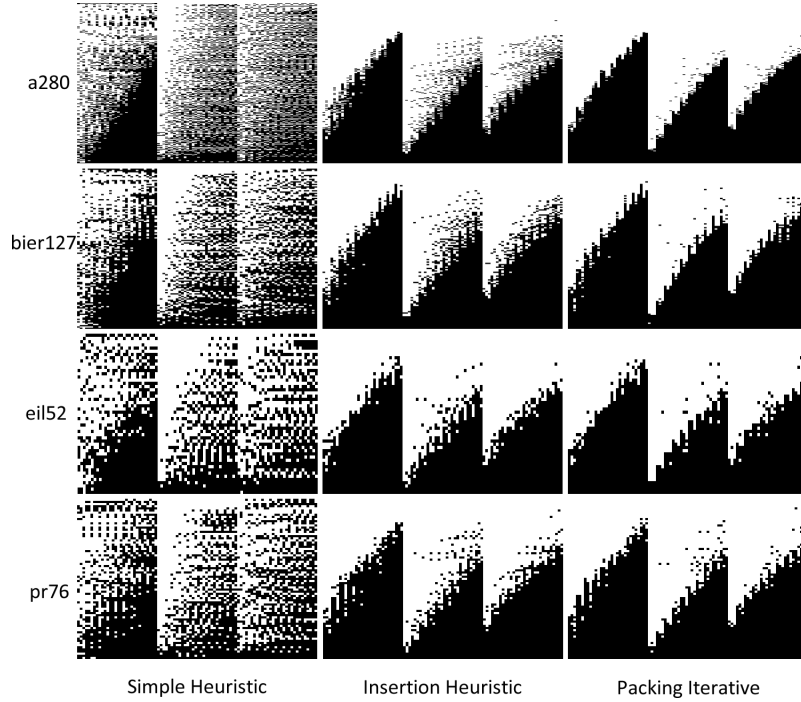 a280
bier127
eil52
pr76
Simple Heuristic
Insertion Heuristic
Packing Iterative